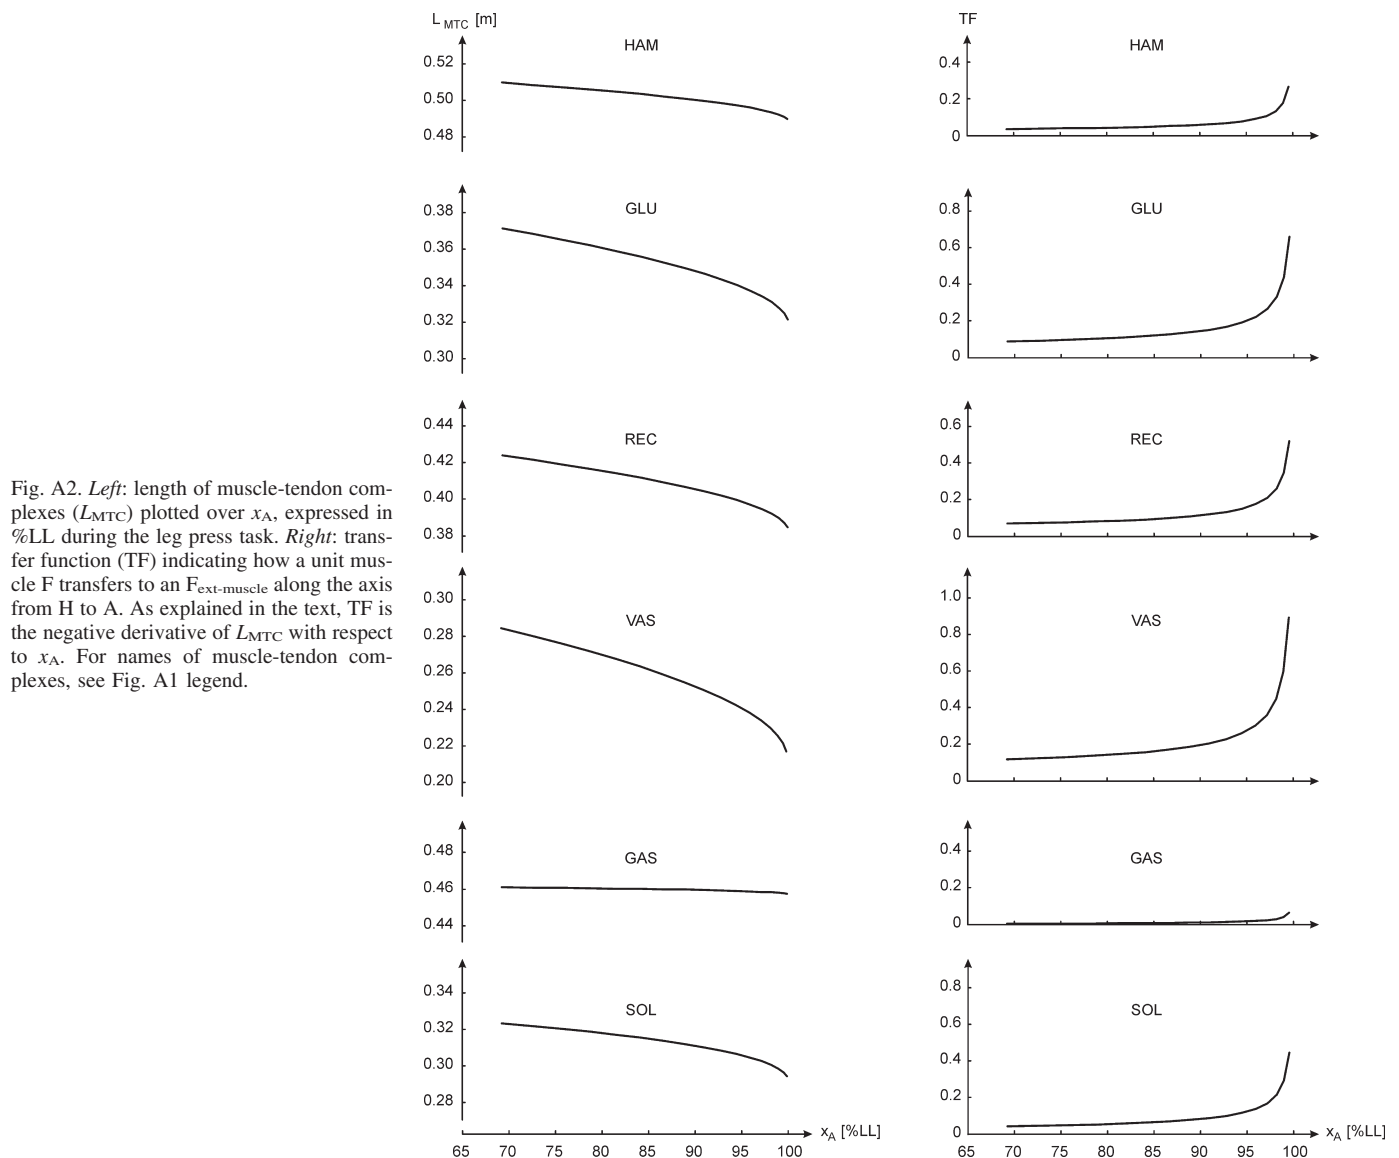 L MTC [m]
HAM
0.52
0.50
0.48
TF
HAM
0.4
0.2
0
GLU
0.38
0.36
0.34
0.32
0.30
GLU
0.8
0.6
0.4
0.2
0
REC
0.44
0.42
0.40
0.38
REC
0.6
0.4
0.2
0
Fig. A2. Left: length of muscle-tendon com-
plexes (LMTC) plotted over xA, expressed in
%LL during the leg press task. Right: trans-
fer function (TF) indicating how a unit mus-
cle F transfers to an Fext-muscle along the axis
from H to A. As explained in the text, TF is
the negative derivative of LMTC with respect
to xA. For names of muscle-tendon com-
plexes, see Fig. A1 legend.
VAS
0.30
0.28
0.26
0.24
0.22
0.20
VAS
1.0
0.8
0.6
0.4
0.2
0
GAS
0.48
0.46
0.44
GAS
0.4
0.2
0
SOL
0.34
0.32
0.30
0.28
65 70 75 80 85 90 95 100
xA [%LL]
SOL
0.8
0.6
0.4
0.2
0
65 70 75 80 85 90 95 100
xA [%LL]